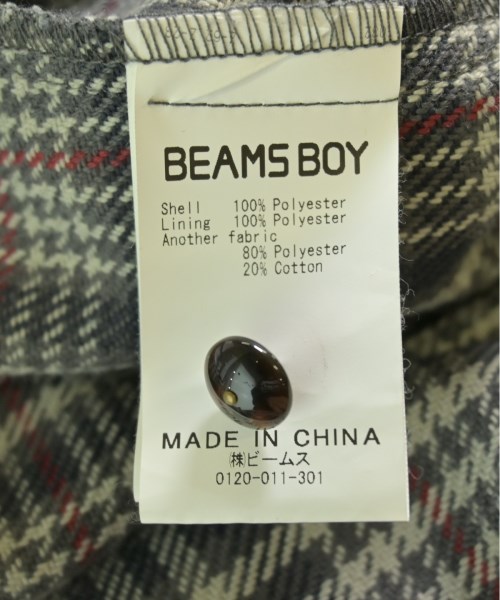 BEAMS BOY
Shell 100% Polyester
Lining 100% Polyester
Another fabric
80% Polyester
20% Cotton
MADE IN CHINA
㈱ビームス
0120-011-301